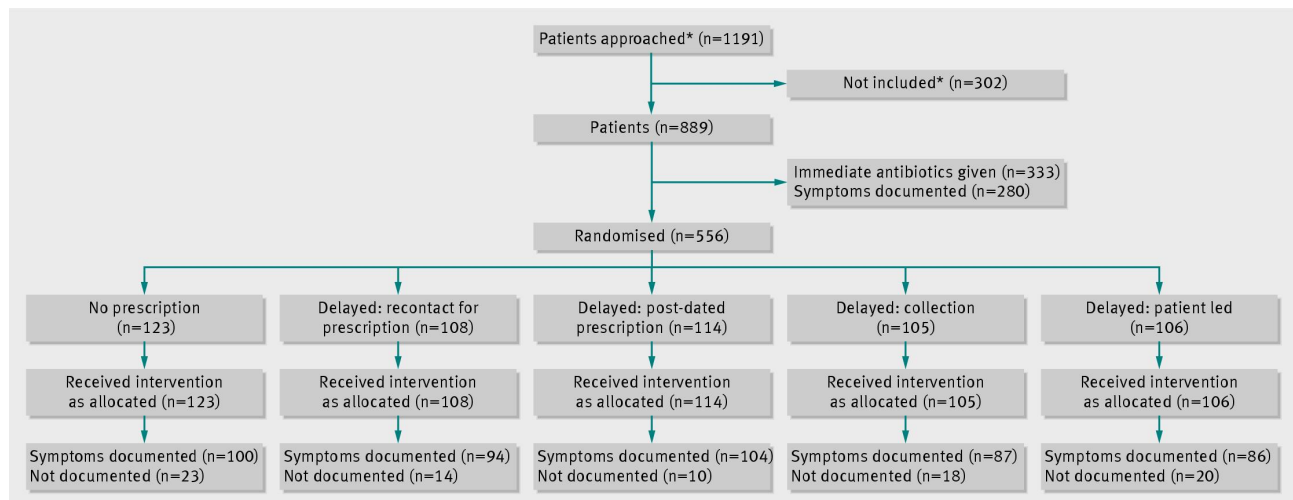 Patients approached* (n=1191)
Not included* (n=302)
Patients (n=889)
Immediate antibiotics given (n=333)
Symptoms documented (n=280)
Randomised (n=556)
No prescription
(n=123)
Delayed: recontact for
prescription (n=108)
Delayed: post-dated
prescription (n=114)
Delayed: collection
(n=105)
Delayed: patient led
(n=106)
Received intervention
as allocated (n=123)
Received intervention
as allocated (n=108)
Received intervention
as allocated (n=114)
Received intervention
as allocated (n=105)
Received intervention
as allocated (n=106)
Symptoms documented (n=100)
Not documented (n=23)
Symptoms documented (n=94)
Not documented (n=14)
Symptoms documented (n=104)
Not documented (n=10)
Symptoms documented (n=87)
Not documented (n=18)
Symptoms documented (n=86)
Not documented (n=20)